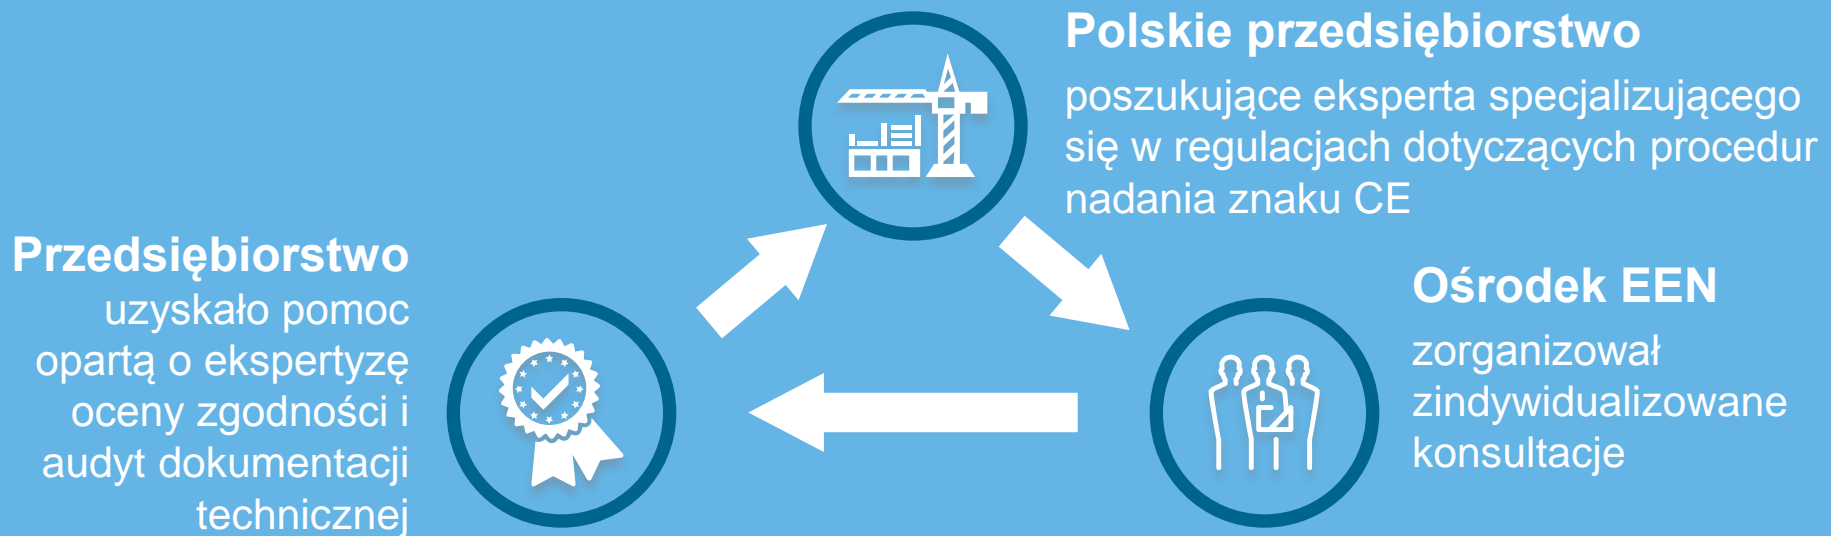 Polskie przedsiębiorstwo
poszukujące eksperta specjalizującego
się w regulacjach dotyczących procedur
nadania znaku CE
Ośrodek EEN
zorganizował
zindywidualizowane
konsultacje
Przedsiębiorstwo
uzyskało pomoc
opartą o ekspertyzę
oceny zgodności i
audyt dokumentacji
technicznej